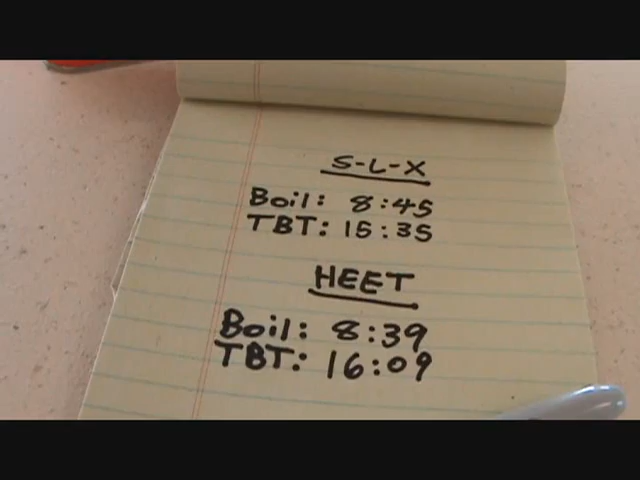 S-L-X
Boil: 8:45
TBT: 15:35
HEET
Boil: 8:39
TBT: 16:09